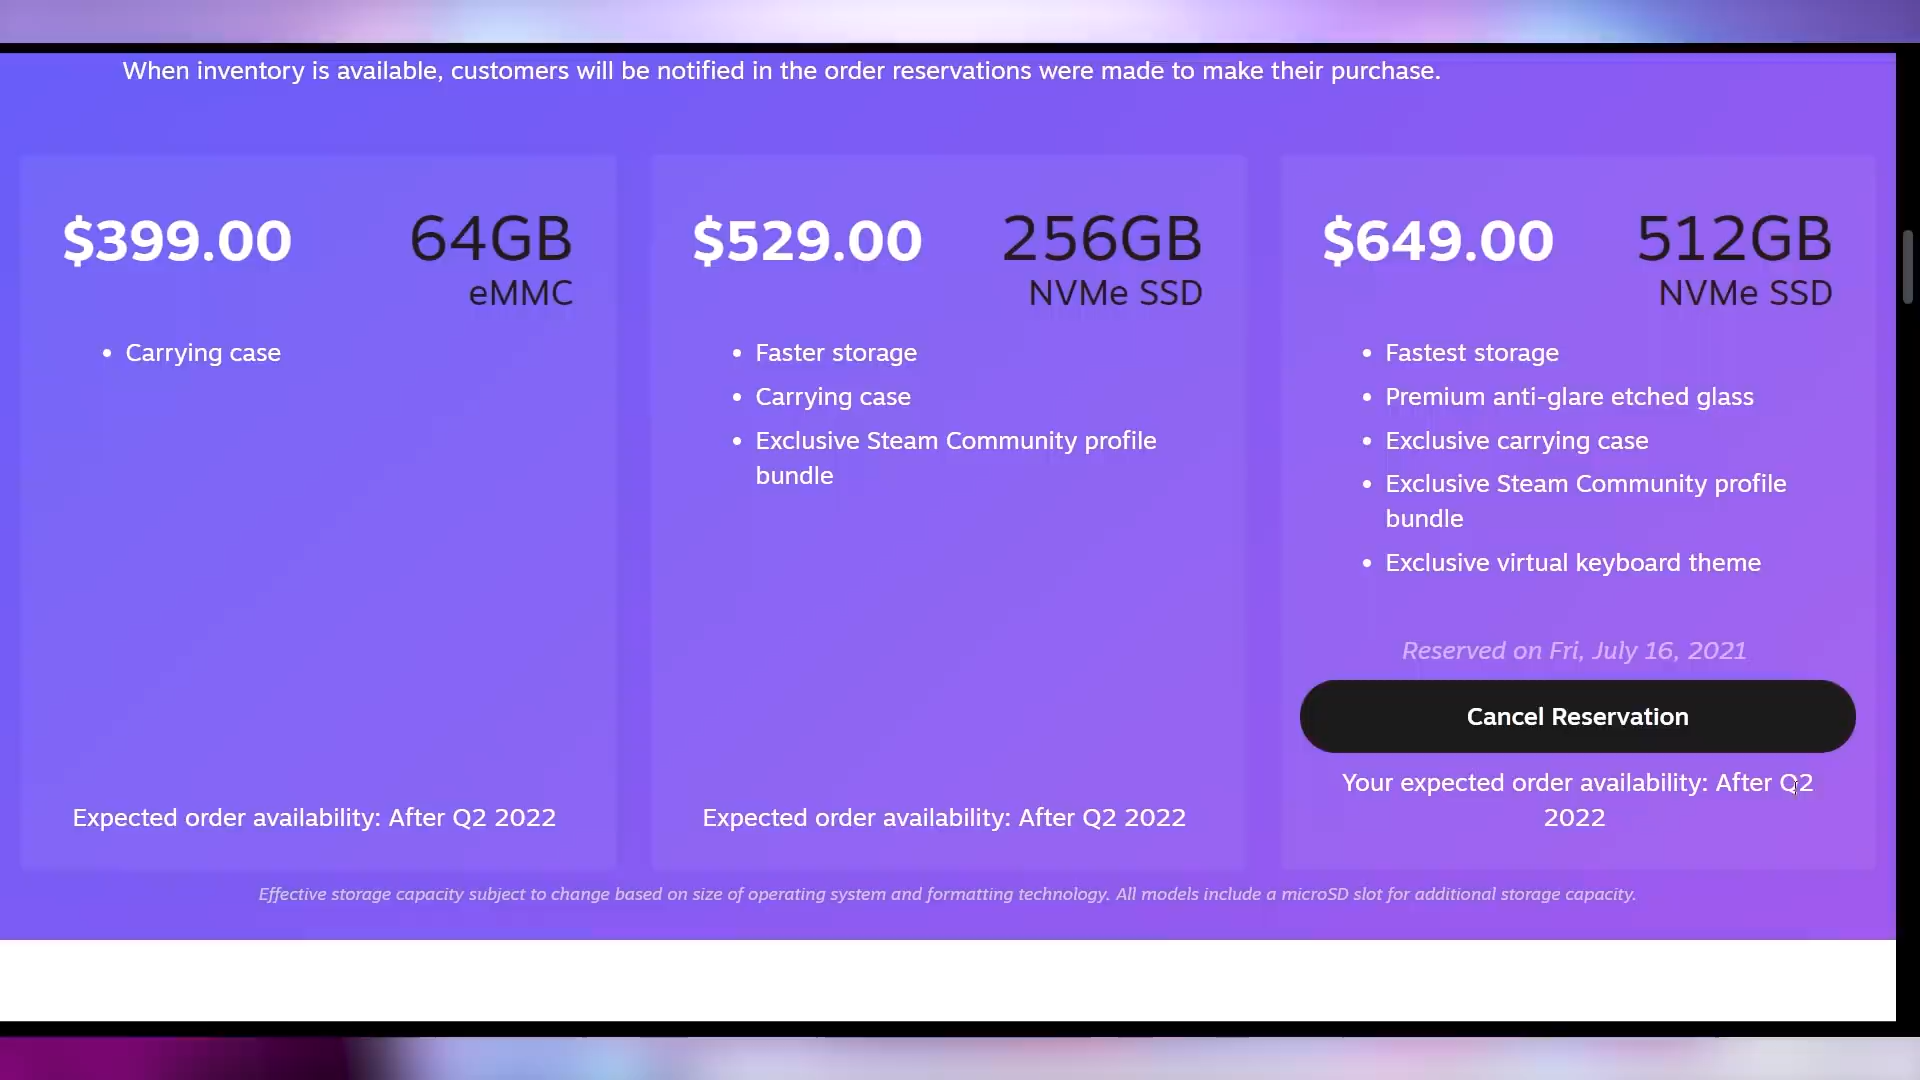 When inventory is available, customers will be notified in the order reservations were made to make their purchase.
$399.00
64GB
eMMC
• Carrying case
Expected order availability: After Q2 2022
$529.00
256GB
NVMe SSD
• Faster storage
• Carrying case
• Exclusive Steam Community profile
bundle
Expected order availability: After Q2 2022
$649.00
512GB
NVMe SSD
• Fastest storage
• Premium anti-glare etched glass
• Exclusive carrying case
• Exclusive Steam Community profile
bundle
• Exclusive virtual keyboard theme
Reserved on Fri, July 16, 2021
Cancel Reservation
Your expected order availability: After Q2
2022
Effective storage capacity subject to change based on size of operating system and formatting technology. All models include a microSD slot for additional storage capacity.